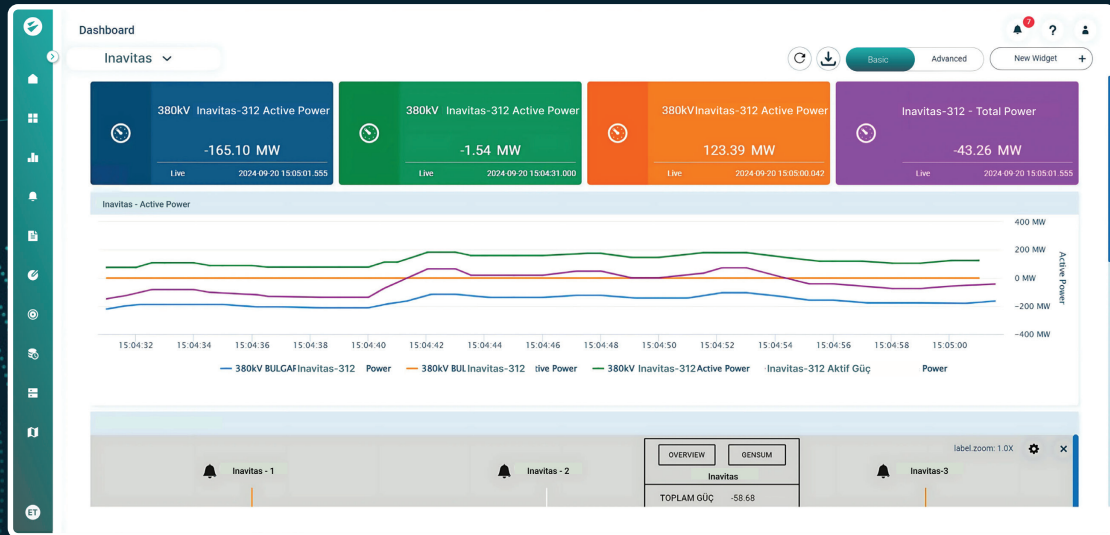 Dashboard
7
?
Inavitas
Basic
Advanced
New Widget +
380kV Inavitas-312 Active Power
-165.10 MW
Live 2024-09-20 15:05:01.555
380kV Inavitas-312 Active Power
-1.54 MW
Live 2024-09-20 15:04:31.000
380kVInavitas-312 Active Power
123.39 MW
Live 2024-09-20 15:05:00.042
Inavitas-312 - Total Power
-43.26 MW
Live 2024-09-20 15:05:01.555
Inavitas - Active Power
400 MW
200 MW
0 MW
-200 MW
-400 MW
Active Power
15:04:32 15:04:34 15:04:36 15:04:38 15:04:40 15:04:42 15:04:44 15:04:46 15:04:48 15:04:50 15:04:52 15:04:54 15:04:56 15:04:58 15:05:00
380kV BULGAR Inavitas-312 Power
380kV BUL Inavitas-312 tive Power
380kV Inavitas-312 Active Power
Inavitas-312 Aktif Güç Power
label.zoom: 1.0X
Inavitas - 1
Inavitas - 2
OVERVIEW
GENSUM
Inavitas
TOPLAM GÜÇ -58.68
Inavitas-3
ET